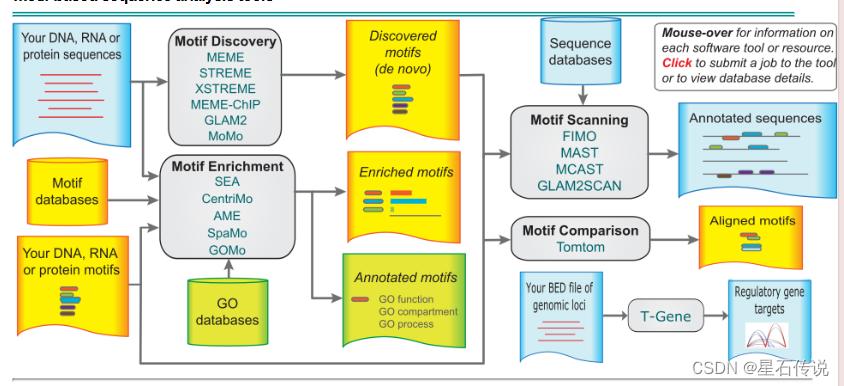 Your DNA, RNA or
protein sequences
Motif Discovery
MEME
STREME
XSTREME
MEME-ChIP
GLAM2
MoMo
Discovered
motifs
(de novo)
Sequence
databases
Mouse-over for information on
each software tool or resource.
Click to submit a job to the tool
or to view database details.
Motif Scanning
FIMO
MAST
MCAST
GLAM2SCAN
Annotated sequences
Motif
databases
Motif Enrichment
SEA
CentriMo
AME
SpaMo
GOMo
Enriched motifs
Your DNA, RNA
or protein motifs
GO
databases
Annotated motifs
GO function
GO compartment
GO process
Motif Comparison
Tomtom
Aligned motifs
Your BED file of
genomic loci
T-Gene
Regulatory gene
targets
CSDN @星石传说